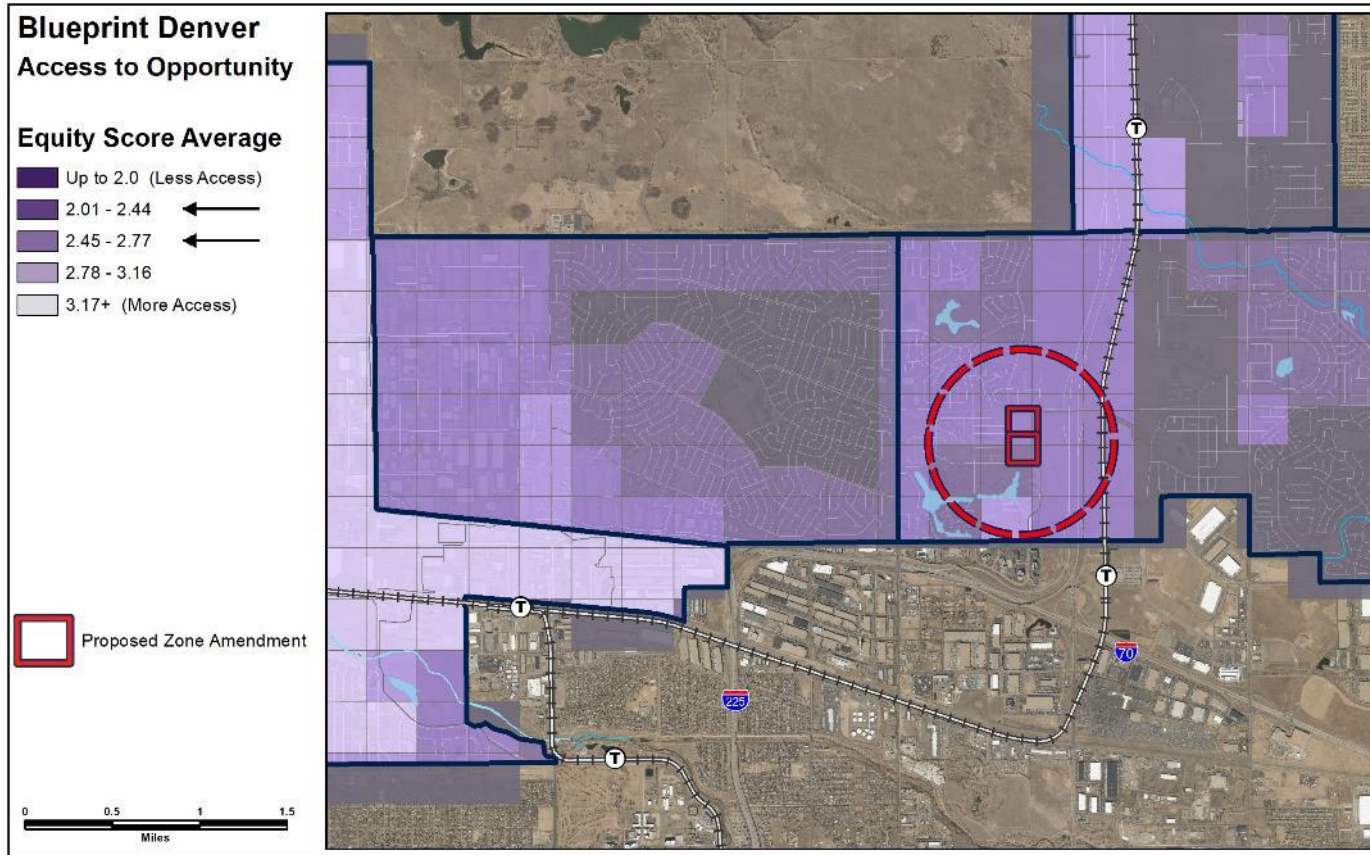 Blueprint Denver
Access to Opportunity
Equity Score Average
Up to 2.0 (Less Access)
2.01 - 2.44
2.45 - 2.77
2.78 - 3.16
3.17+ (More Access)
Proposed Zone Amendment
0 0.5 1 1.5
Miles
T
T
T
T
70
225